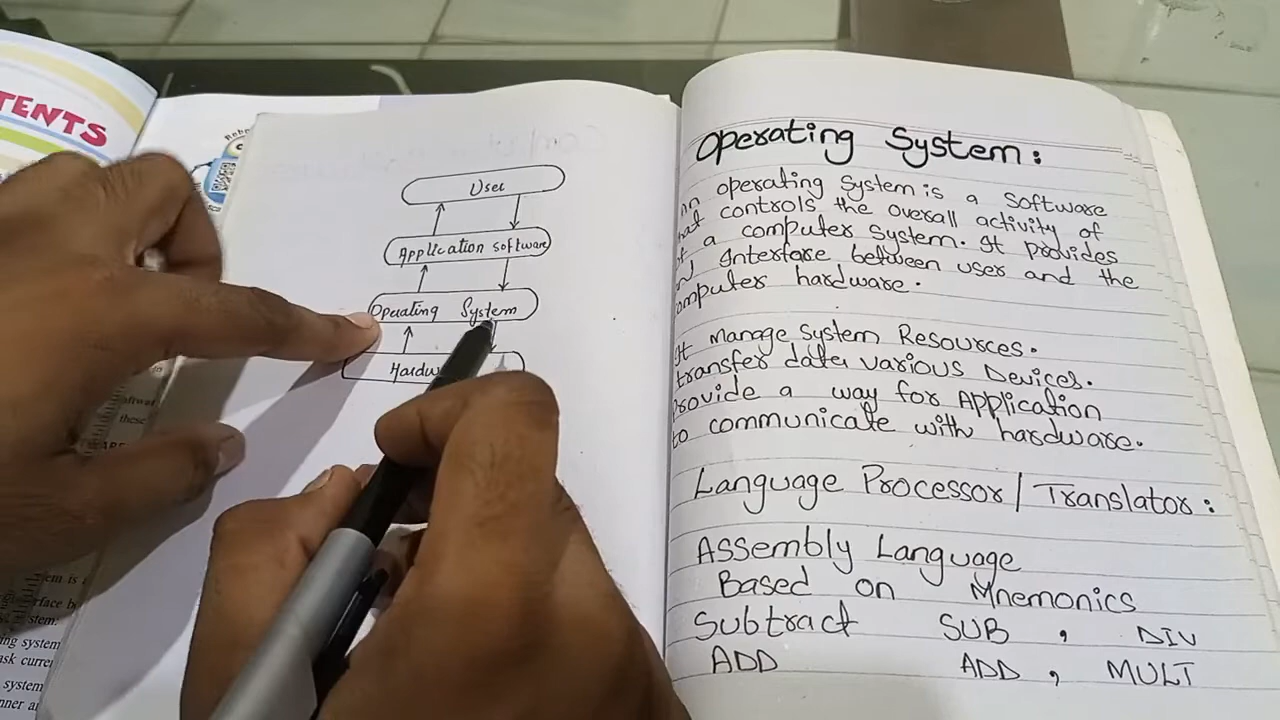 TENTS
User
Application software
Operating System
Operating System:
operating System is a software
controls the overall activity of
a computer system. It provides
Interface between user and the
computer hardware.
It Manage System Resources.
transfer data various Devices.
Provide a way for Application
to communicate with hardware.
Language Processor/Translator:
Assembly Language
Based on Mnemonics
Subtract SUB, DIV
ADD ADD, MULT